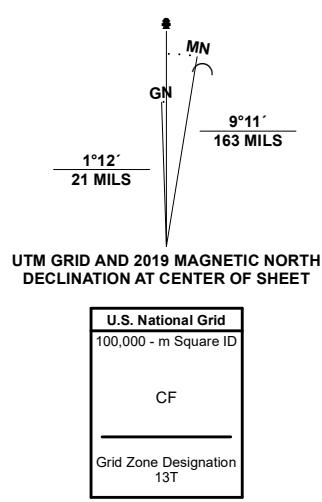 MN
GN
9°11´
163 MILS
1°12´
21 MILS
UTM GRID AND 2019 MAGNETIC NORTH
DECLINATION AT CENTER OF SHEET
U.S. National Grid
100,000 - m Square ID
CF
Grid Zone Designation
13T